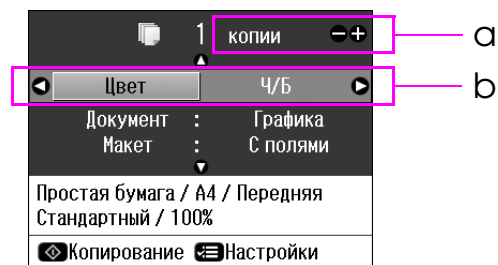 1 копии −+ a
Цвет Ч/Б b
Документ : Графика
Макет : С полями
Простая бумага / A4 / Передняя
Стандартный / 100%
Копирование Настройки